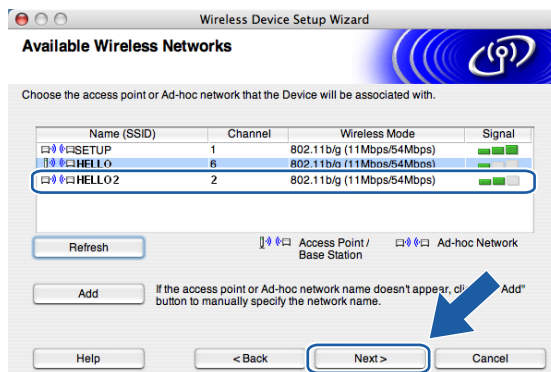 Wireless Device Setup Wizard
Available Wireless Networks
Choose the access point or Ad-hoc network that the Device will be associated with.
Name (SSID) Channel Wireless Mode Signal
SETUP 1 802.11b/g (11Mbps/54Mbps)
HELLO 6 802.11b/g (11Mbps/54Mbps)
HELLO2 2 802.11b/g (11Mbps/54Mbps)
Refresh Access Point / Ad-hoc Network
Base Station
Add If the access point or Ad-hoc network name doesn't appear, Add"
button to manually specify the network name.
Help < Back Next > Cancel